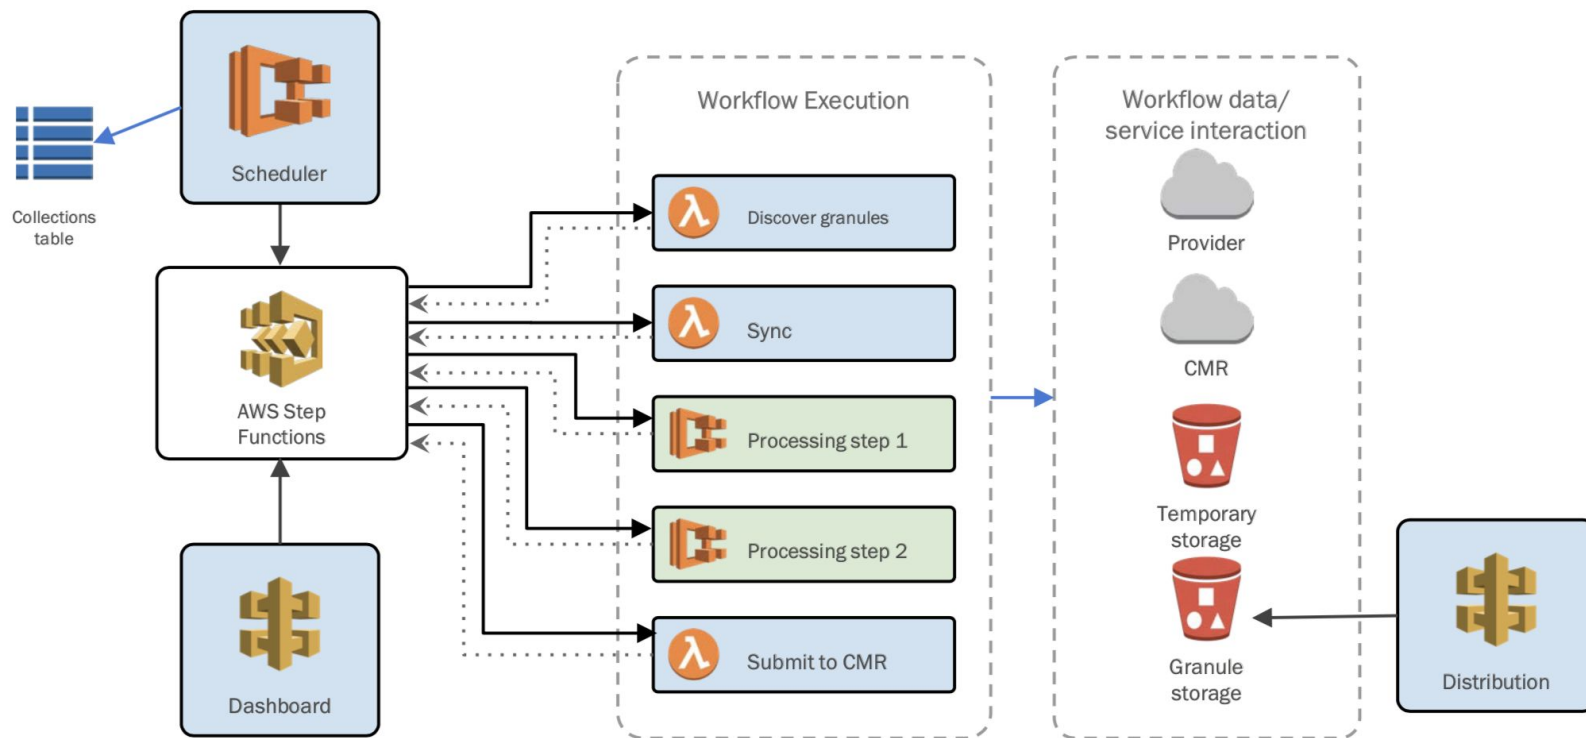 Scheduler
Collections
table
AWS Step
Functions
Dashboard
Workflow Execution
Discover granules
Sync
Processing step 1
Processing step 2
Submit to CMR
Workflow data/
service interaction
Provider
CMR
Temporary
storage
Granule
storage
Distribution